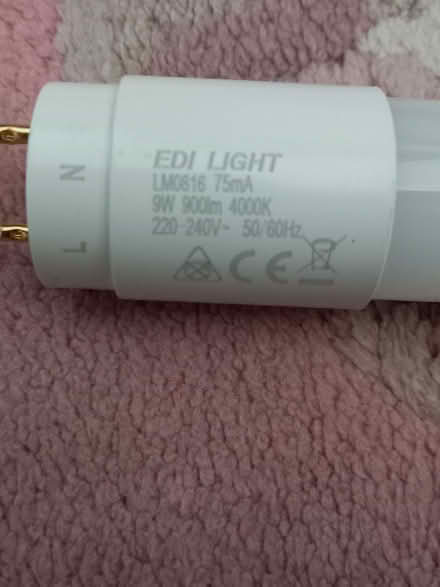 EDI LIGHT
LM0816 75mA
9W 900lm 4000K
220-240V~ 50/60Hz
CE
N
L